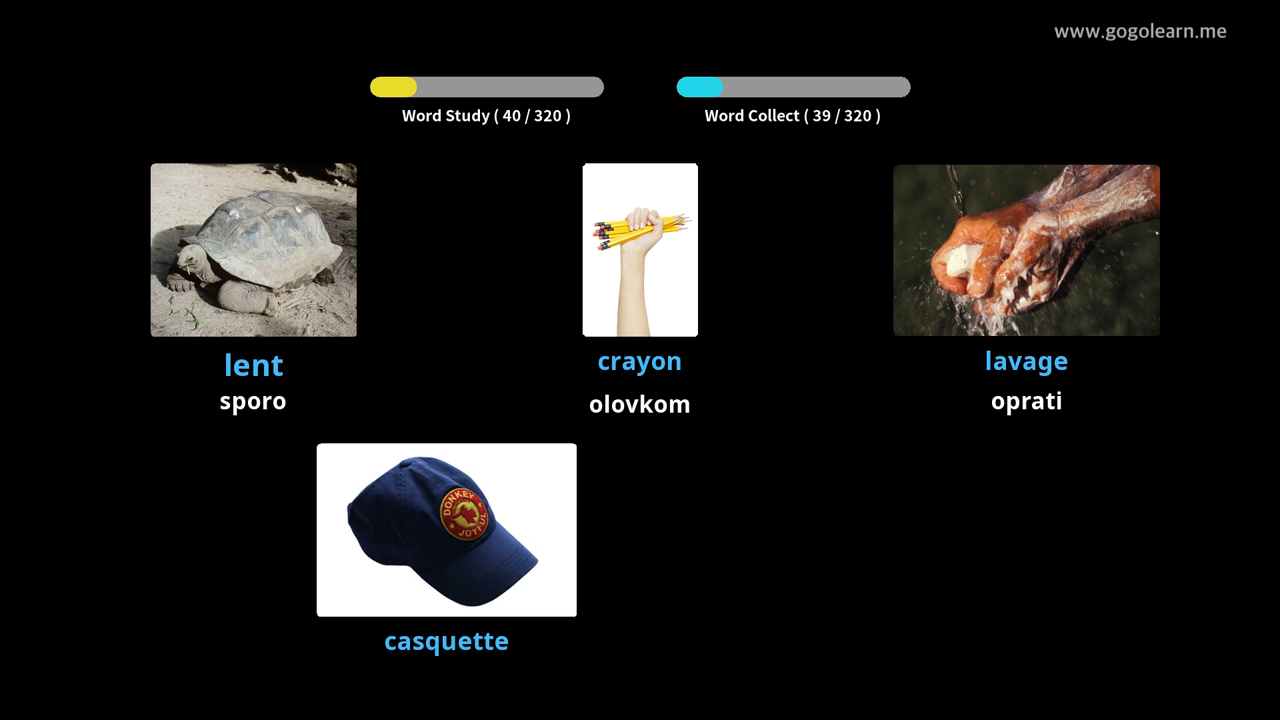 www.gogolearn.me
Word Study ( 40 / 320 )
Word Collect ( 39 / 320 )
lent
sporo
crayon
olovkom
lavage
oprati
DONKEY
JOYFUL
casquette